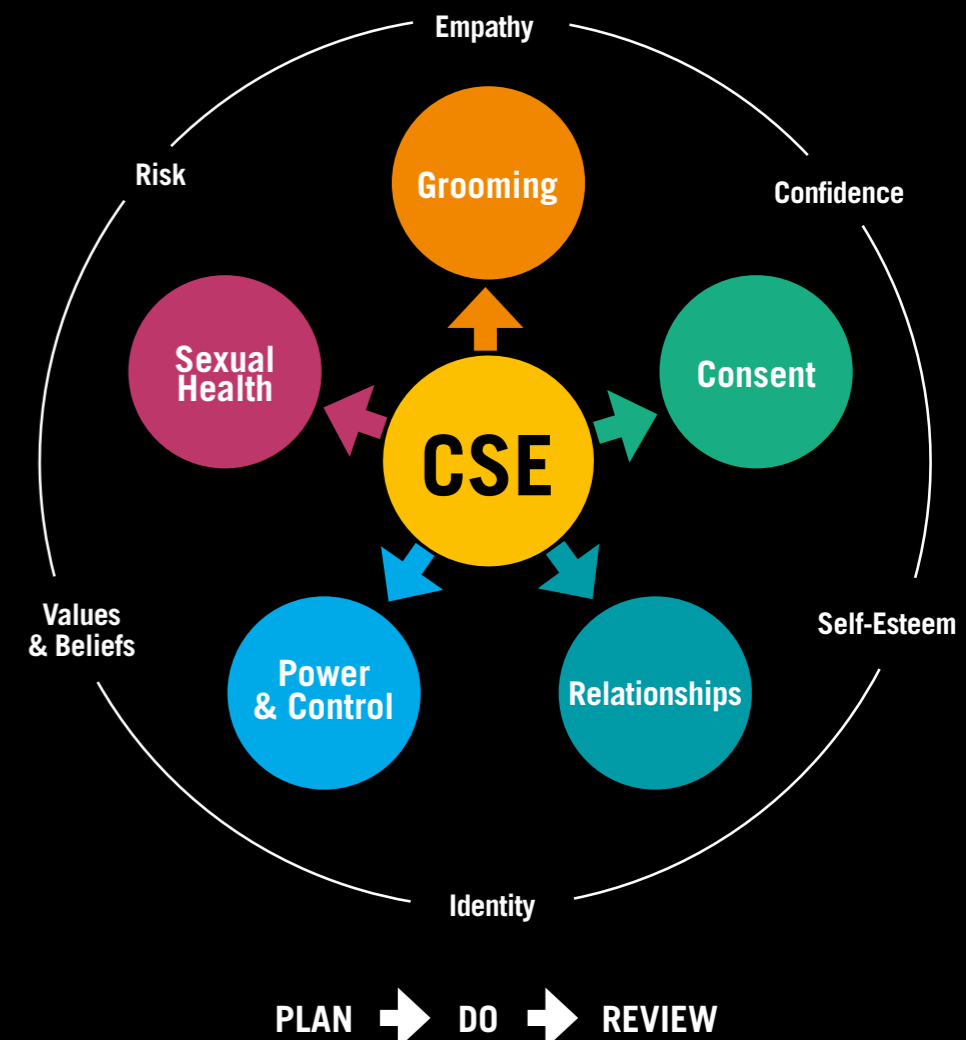 Empathy
Risk
Grooming
Confidence
Sexual
Health
Consent
CSE
Values
& Beliefs
Self-Esteem
Power
& Control
Relationships
Identity
PLAN DO REVIEW